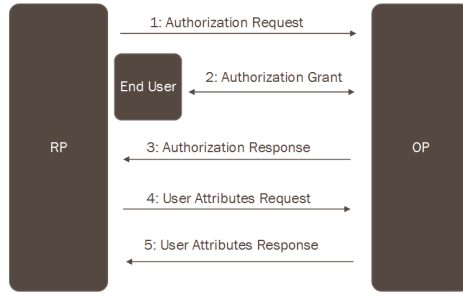 1: Authorization Request
End User
2: Authorization Grant
RP
3: Authorization Response
OP
4: User Attributes Request
5: User Attributes Response